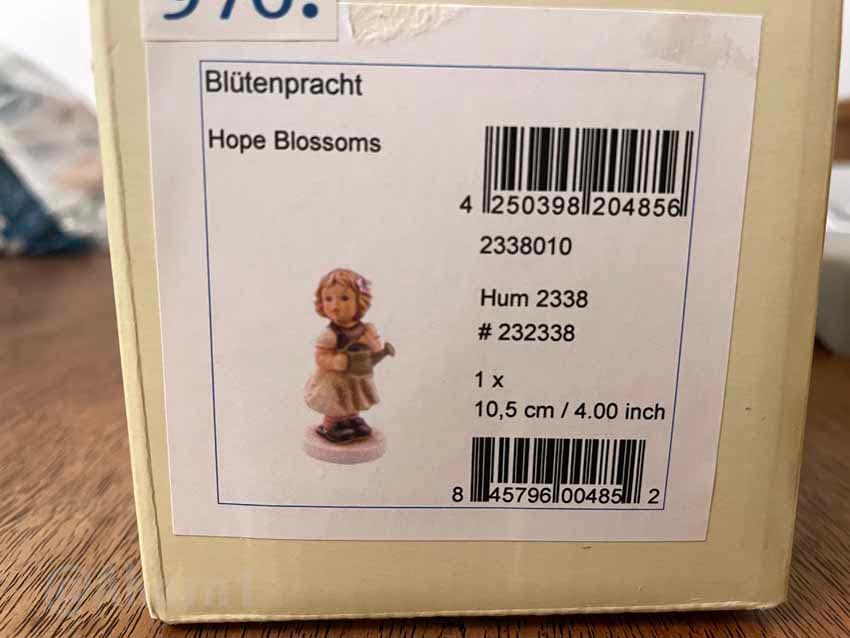 970.
Blütenpracht
Hope Blossoms
4 250398 204856
2338010
Hum 2338
# 232338
1 x
10,5 cm / 4.00 inch
8 45796 00485 2